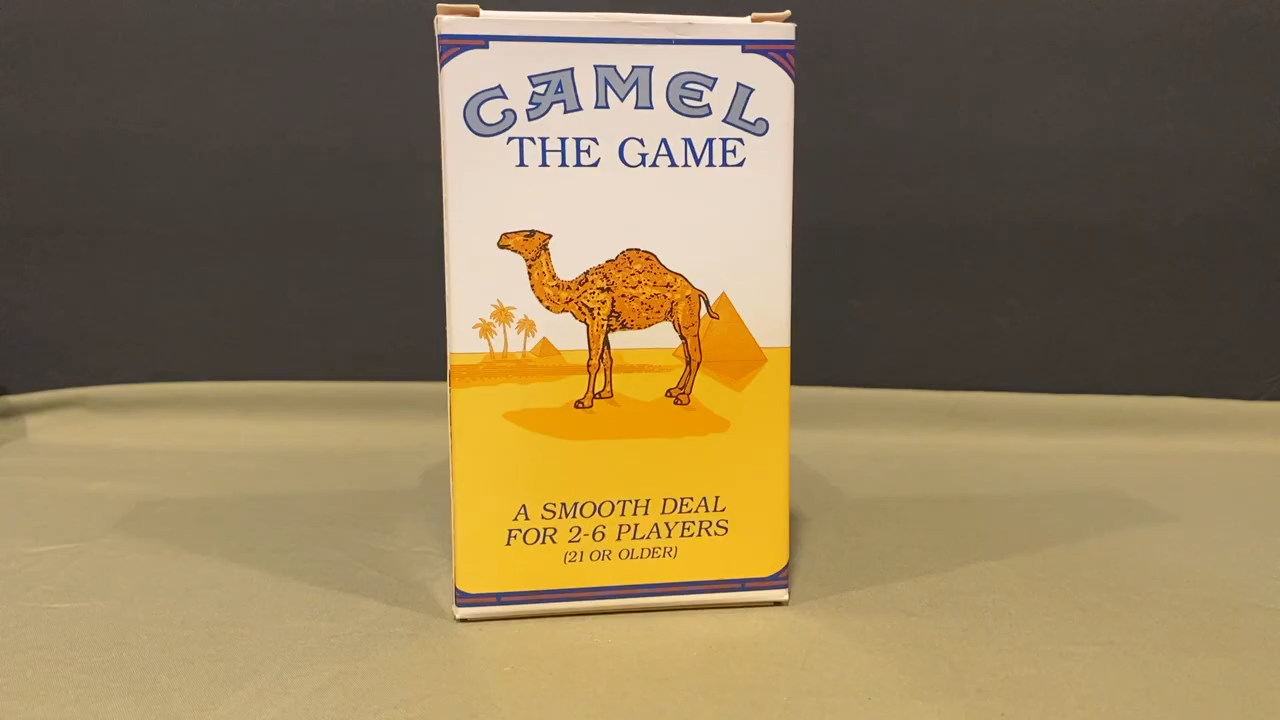 CAMEL
THE GAME
A SMOOTH DEAL
FOR 2-6 PLAYERS
(21 OR OLDER)